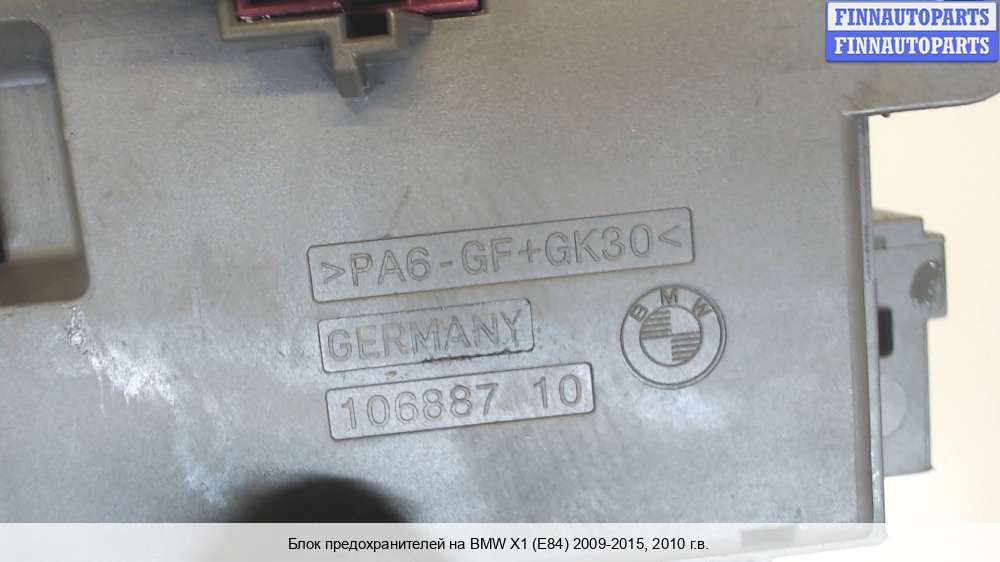 FINNAUTOPARTS
FINNAUTOPARTS
>PA6-GF+GK30<
GERMANY
BMW
106887 10
Блок предохранителей на BMW X1 (E84) 2009-2015, 2010 г.в.